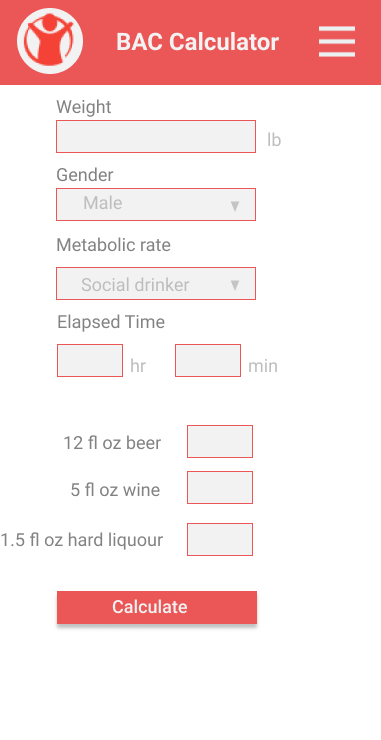 BAC Calculator
Weight
lb
Gender
Male
Metabolic rate
Social drinker
Elapsed Time
hr min
12 fl oz beer
5 fl oz wine
1.5 fl oz hard liquour
Calculate